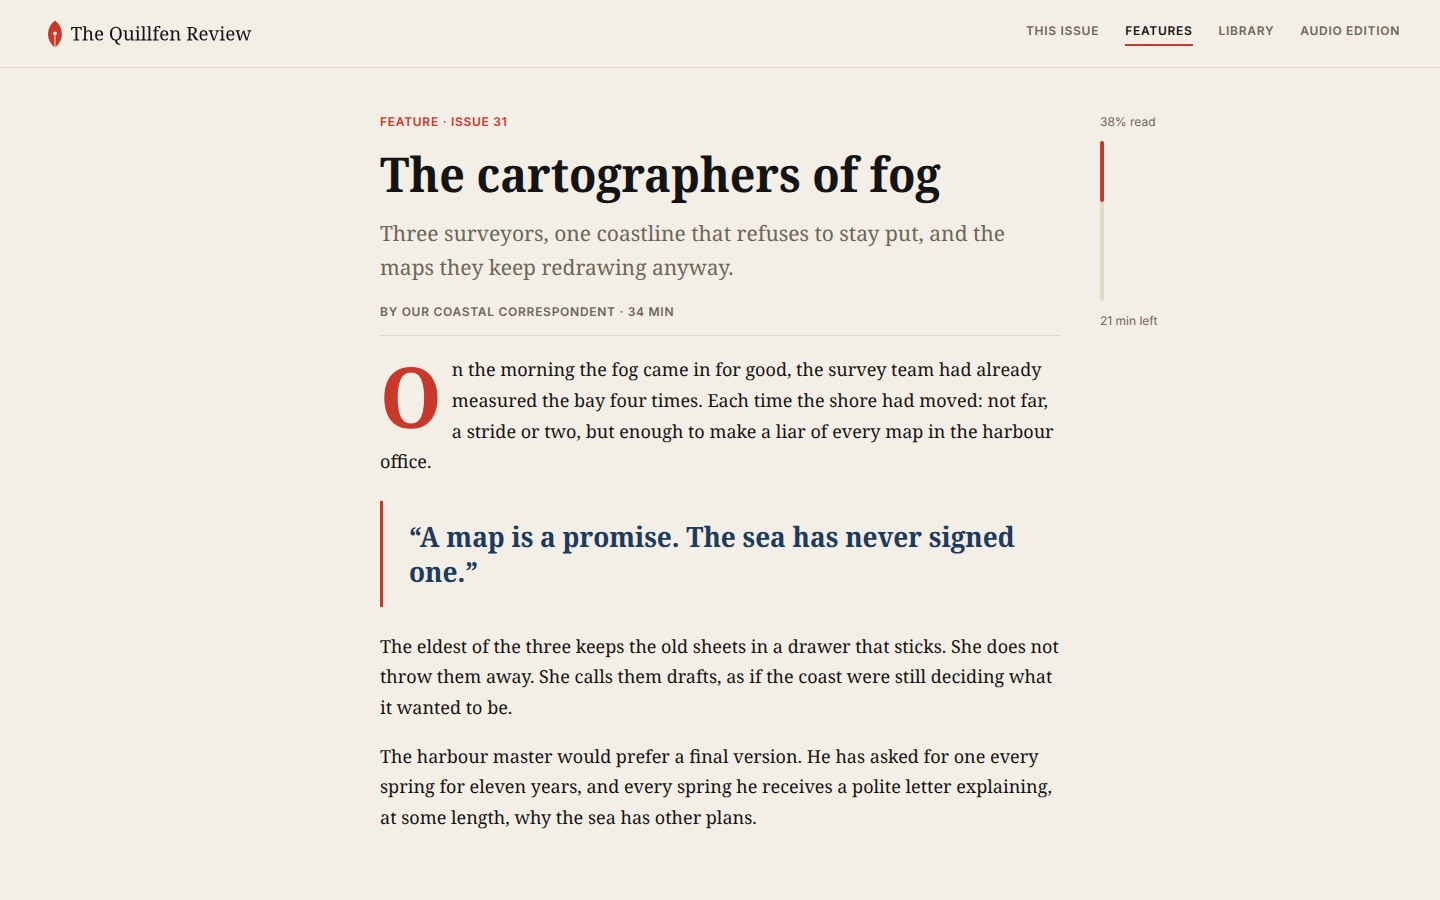 The Quillfen Review
THIS ISSUE
FEATURES
LIBRARY
AUDIO EDITION
FEATURE · ISSUE 31
The cartographers of fog
Three surveyors, one coastline that refuses to stay put, and the
maps they keep redrawing anyway.
BY OUR COASTAL CORRESPONDENT · 34 MIN
On the morning the fog came in for good, the survey team had already
measured the bay four times. Each time the shore had moved: not far,
a stride or two, but enough to make a liar of every map in the harbour
office.
“A map is a promise. The sea has never signed
one.”
The eldest of the three keeps the old sheets in a drawer that sticks. She does not
throw them away. She calls them drafts, as if the coast were still deciding what
it wanted to be.
The harbour master would prefer a final version. He has asked for one every
spring for eleven years, and every spring he receives a polite letter explaining,
at some length, why the sea has other plans.
38% read
21 min left